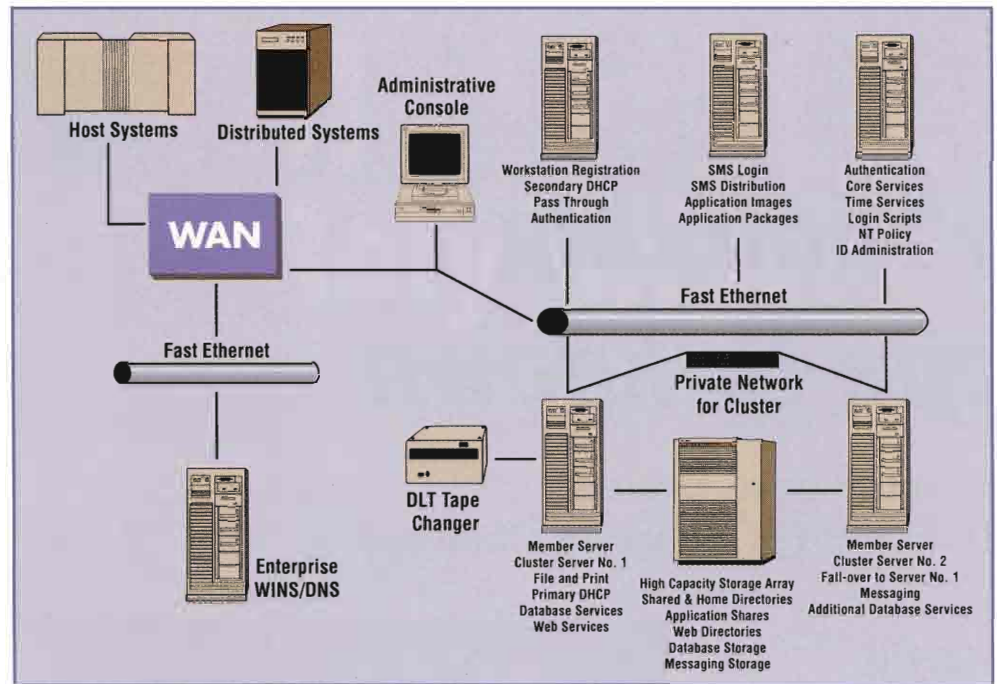 Host Systems
Distributed Systems
Administrative
Console
Workstation Registration
Secondary DHCP
Pass Through
Authentication
SMS Login
SMS Distribution
Application Images
Application Packages
Authentication
Core Services
Time Services
Login Scripts
NT Policy
ID Administration
WAN
Fast Ethernet
Fast Ethernet
Private Network
for Cluster
DLT Tape
Changer
Enterprise
WINS/DNS
Member Server
Cluster Server No. 1
File and Print
Primary DHCP
Database Services
Web Services
High Capacity Storage Array
Shared & Home Directories
Application Shares
Web Directories
Database Storage
Messaging Storage
Member Server
Cluster Server No. 2
Fall-over to Server No. 1
Messaging
Additional Database Services